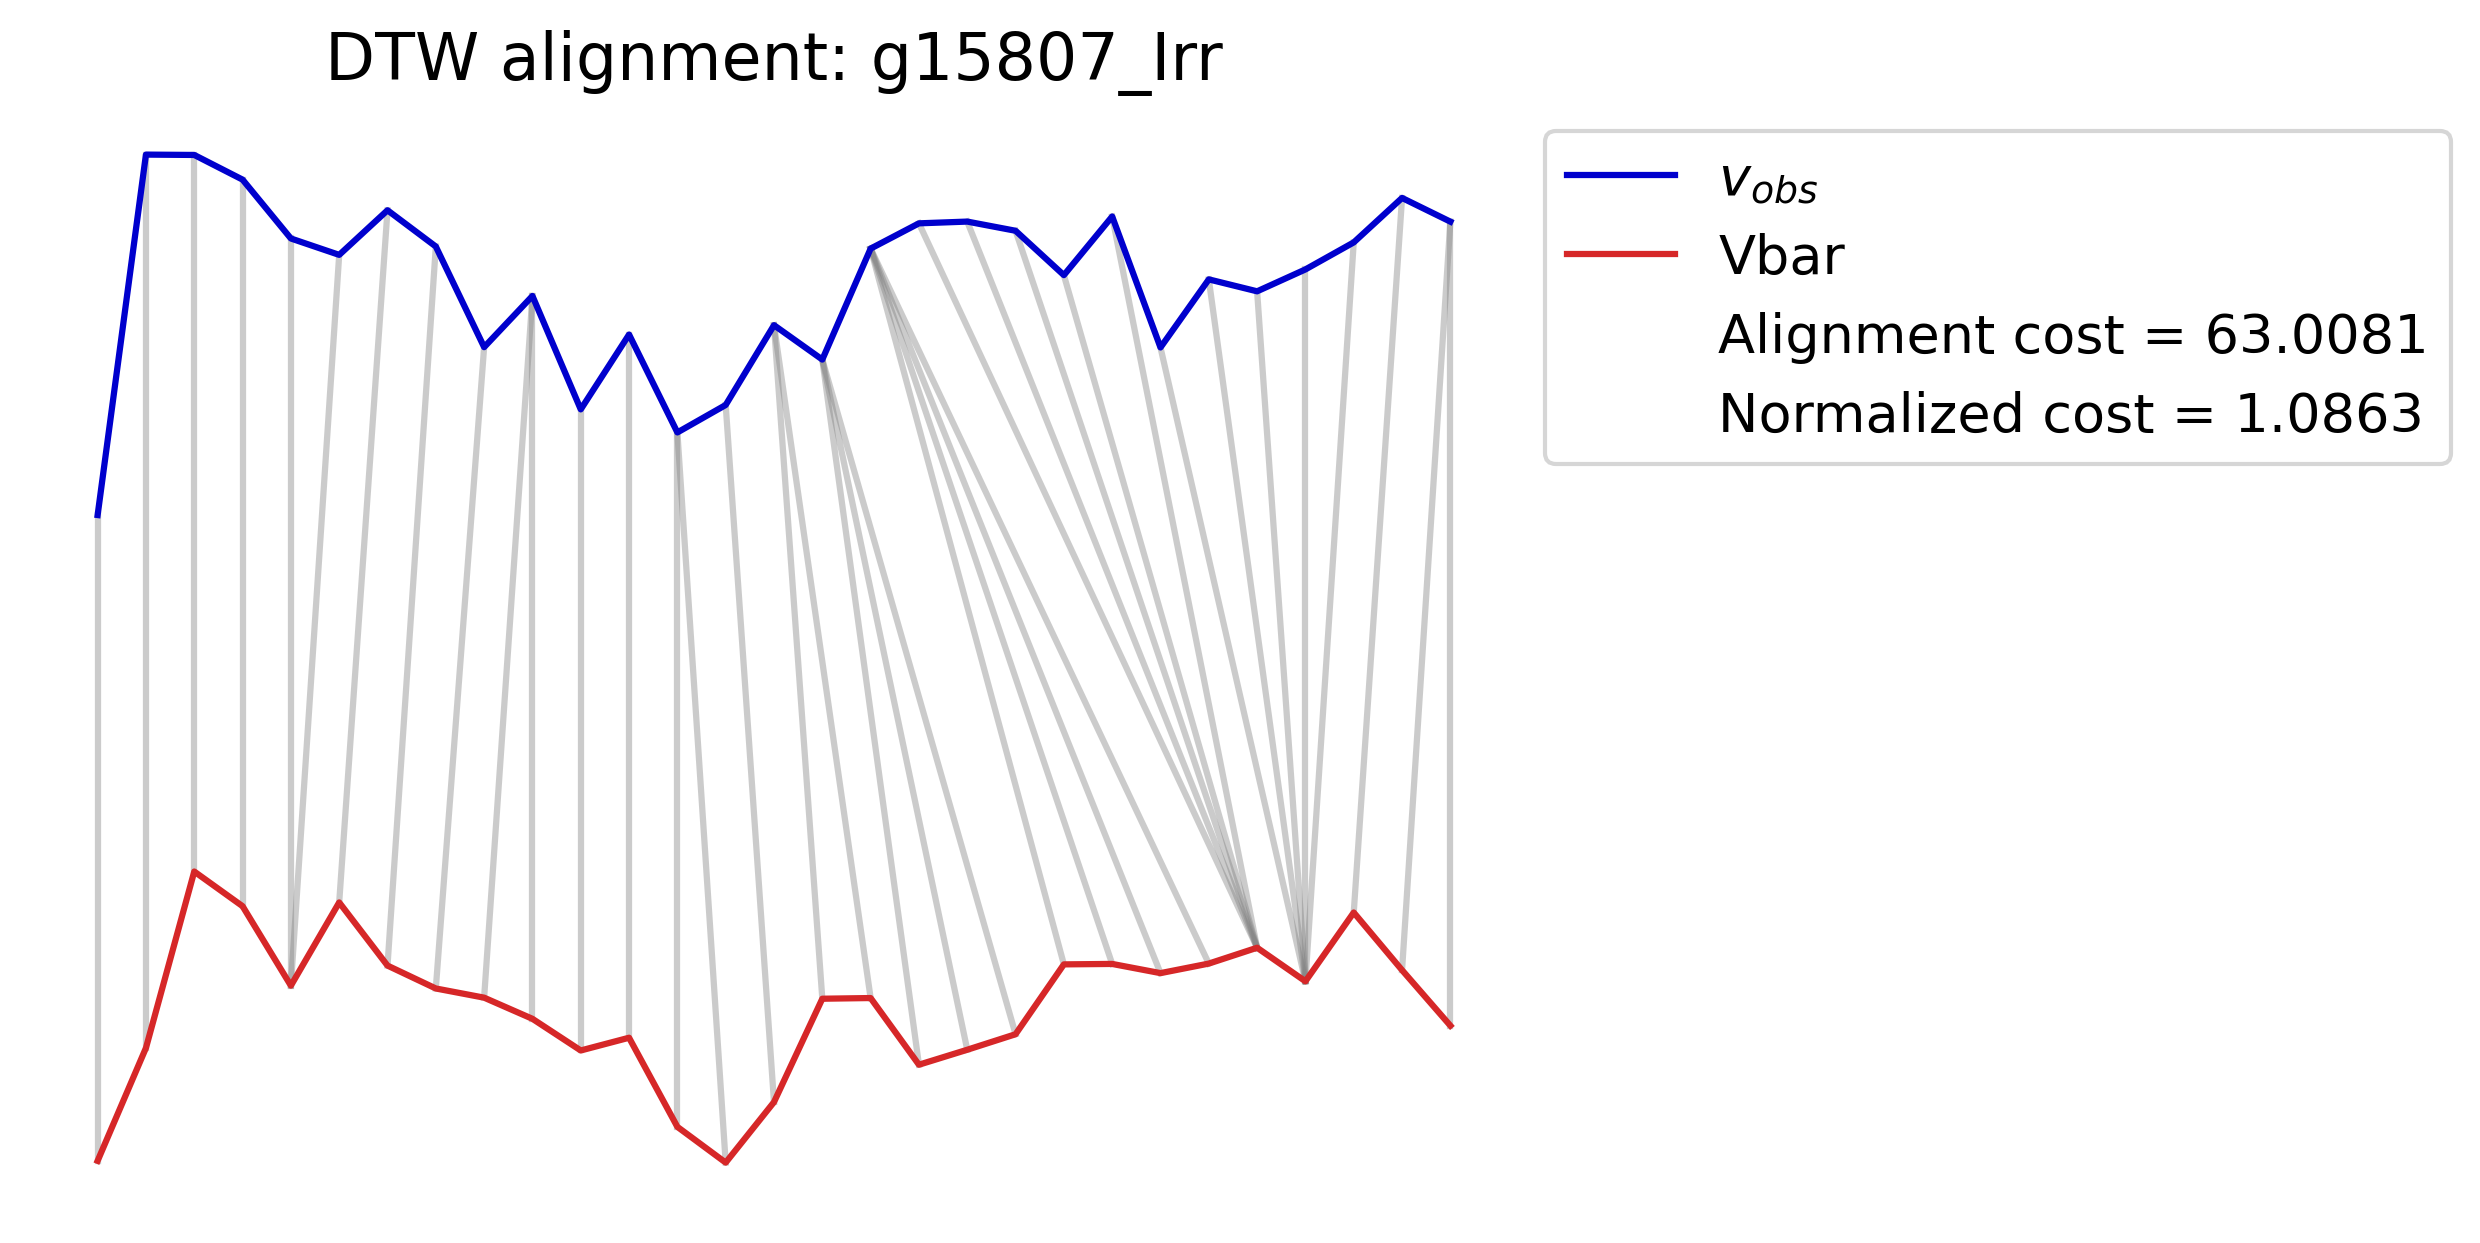 DTW alignment: g15807_Irr
v_obs
Vbar
Alignment cost = 63.0081
Normalized cost = 1.0863